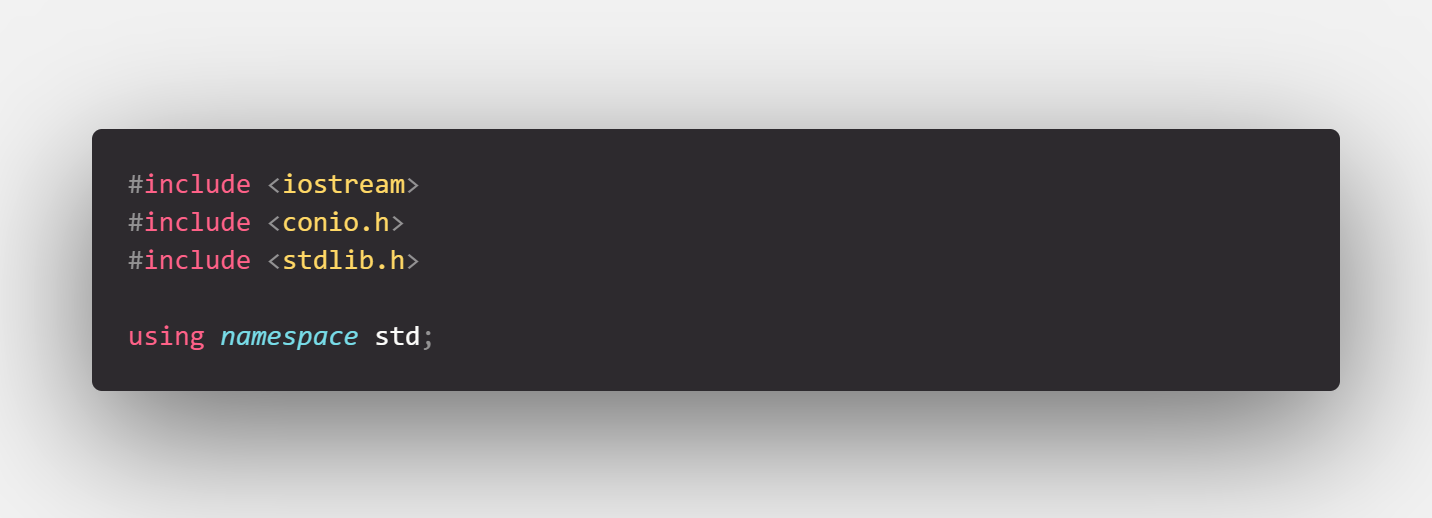 #include <iostream>
#include <conio.h>
#include <stdlib.h>
using namespace std;